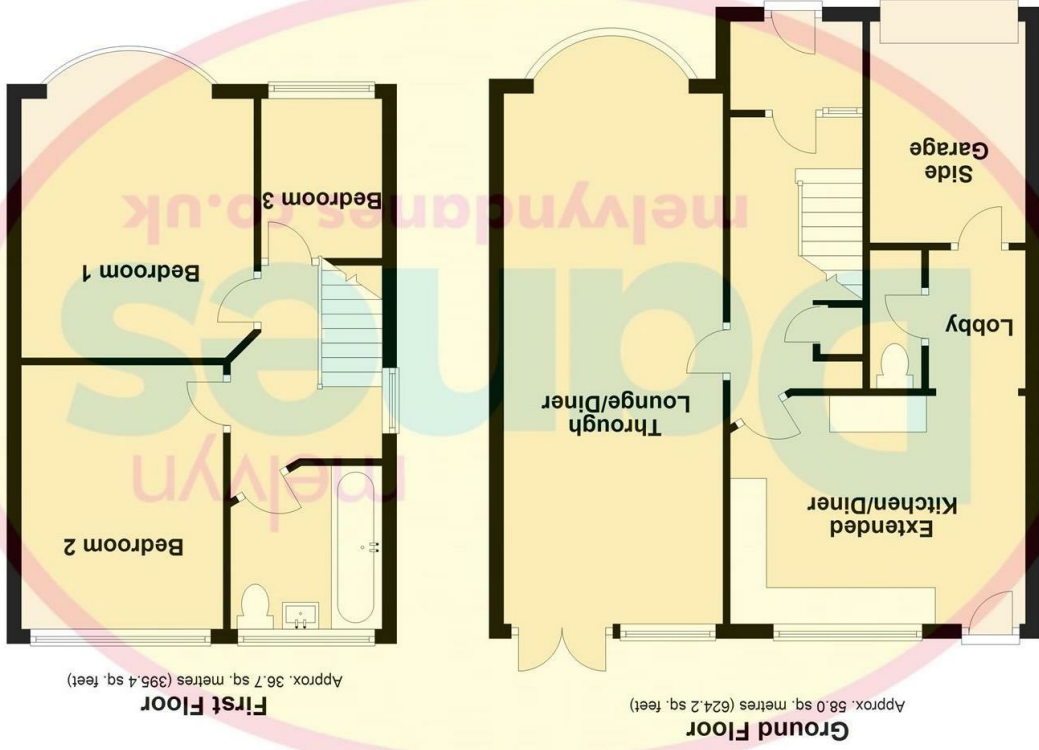 Ground Floor
Approx. 58.0 sq. metres (624.2 sq. feet)
Extended
Kitchen/Diner
Through
Lounge/Diner
Lobby
Side
Garage
First Floor
Approx. 36.7 sq. metres (395.4 sq. feet)
Bedroom 2
Bedroom 1
Bedroom 3
melvyn
Danes
melvyndanes.co.uk